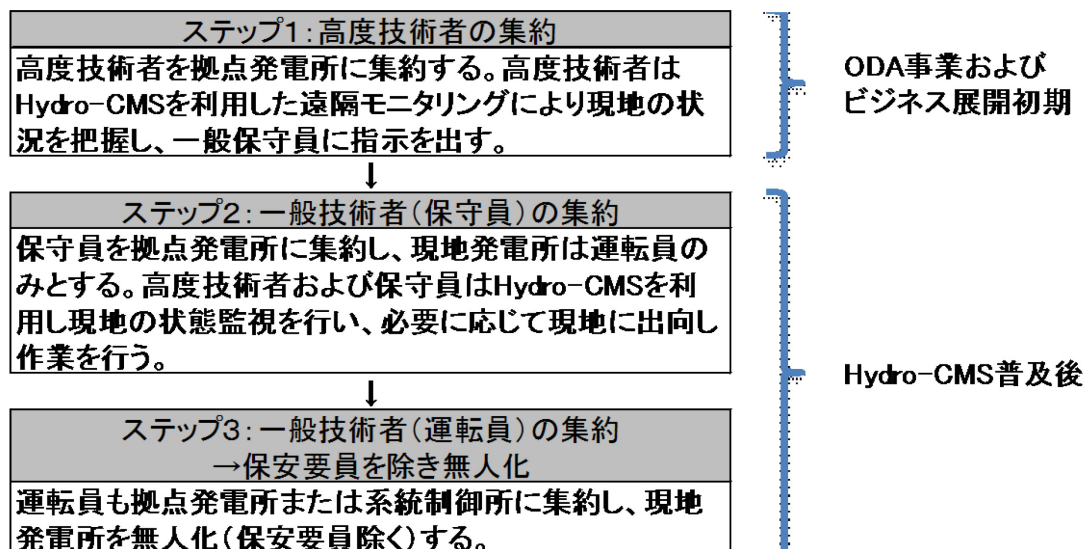 ステップ1:高度技術者の集約
高度技術者を拠点発電所に集約する。高度技術者は
Hydro-CMSを利用した遠隔モニタリングにより現地の状
況を把握し、一般保守員に指示を出す。
ODA事業および
ビジネス展開初期
↓
ステップ2:一般技術者(保守員)の集約
保守員を拠点発電所に集約し、現地発電所は運転員の
みとする。高度技術者および保守員はHydro-CMSを利
用し現地の状態監視を行い、必要に応じて現地に出向し
作業を行う。
Hydro-CMS普及後
↓
ステップ3:一般技術者(運転員)の集約
→保安要員を除き無人化
運転員も拠点発電所または系統制御所に集約し、現地
発電所を無人化(保安要員除く)する。